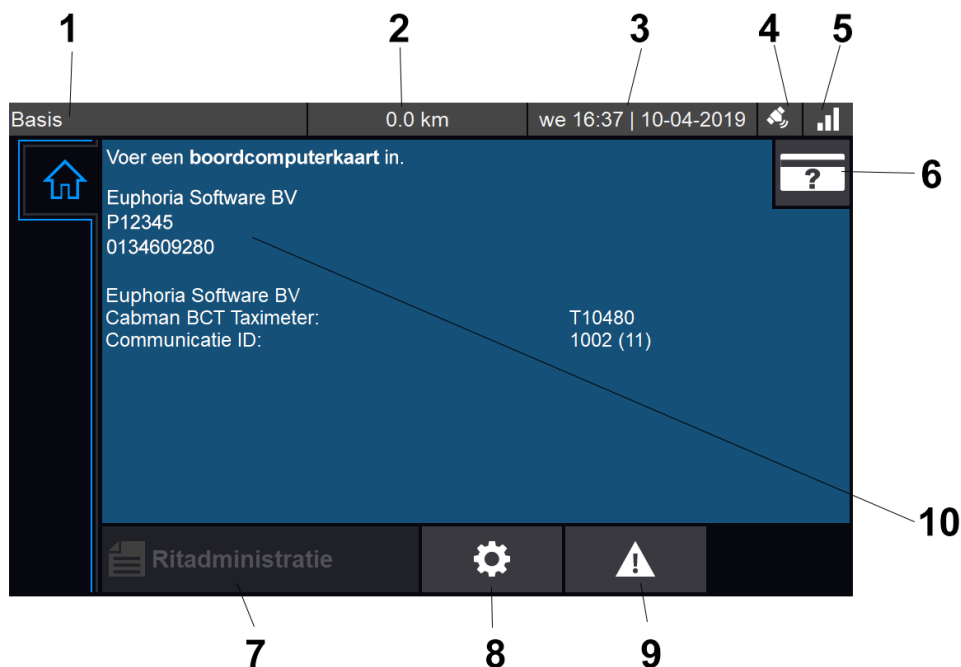 1 2 3 4 5
Basis 0.0 km we 16:37 | 10-04-2019
Voer een boordcomputerkaart in.
? 6
Euphoria Software BV
P12345
0134609280
Euphoria Software BV
Cabman BCT Taximeter: T10480
Communicatie ID: 1002 (11)
10
Ritadministratie !
7 8 9